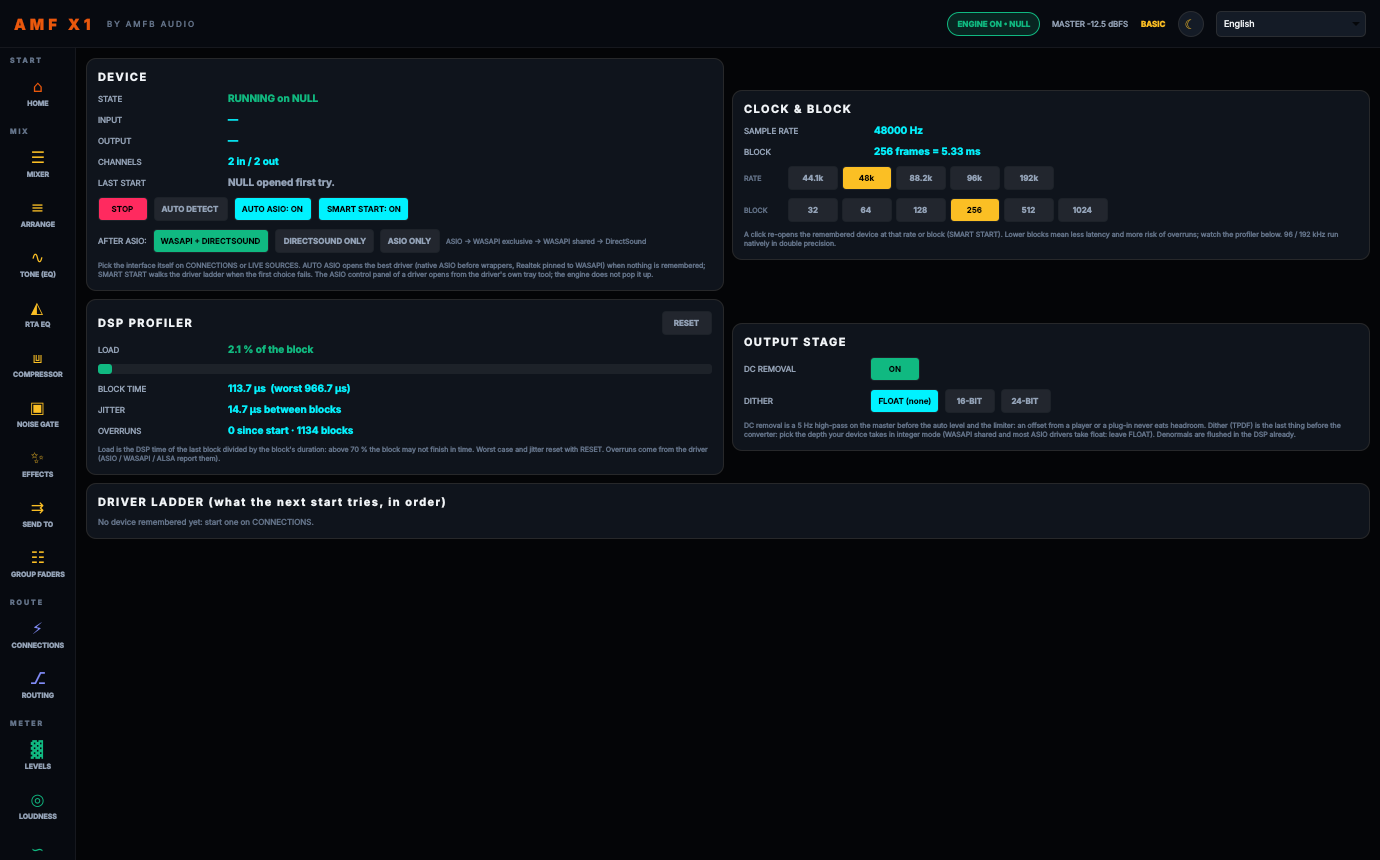 AMF X1 BY AMFB AUDIO
ENGINE ON • NULL MASTER -12.5 dBFS BASIC English
START
HOME
MIX
MIXER
ARRANGE
TONE (EQ)
RTA EQ
COMPRESSOR
NOISE GATE
EFFECTS
SEND TO
GROUP FADERS
ROUTE
CONNECTIONS
ROUTING
METER
LEVELS
LOUDNESS
DEVICE
STATE RUNNING on NULL
INPUT —
OUTPUT —
CHANNELS 2 in / 2 out
LAST START NULL opened first try.
STOP AUTO DETECT AUTO ASIO: ON SMART START: ON
AFTER ASIO: WASAPI + DIRECTSOUND DIRECTSOUND ONLY ASIO ONLY ASIO → WASAPI exclusive → WASAPI shared → DirectSound
Pick the interface itself on CONNECTIONS or LIVE SOURCES. AUTO ASIO opens the best driver (native ASIO before wrappers, Realtek pinned to WASAPI) when nothing is remembered;
SMART START walks the driver ladder when the first choice fails. The ASIO control panel of a driver opens from the driver's own tray tool; the engine does not pop it up.
CLOCK & BLOCK
SAMPLE RATE 48000 Hz
BLOCK 256 frames = 5.33 ms
RATE 44.1k 48k 88.2k 96k 192k
BLOCK 32 64 128 256 512 1024
A click re-opens the remembered device at that rate or block (SMART START). Lower blocks mean less latency and more risk of overruns; watch the profiler below. 96 / 192 kHz run
natively in double precision.
DSP PROFILER RESET
LOAD 2.1 % of the block
BLOCK TIME 113.7 µs (worst 966.7 µs)
JITTER 14.7 µs between blocks
OVERRUNS 0 since start · 1134 blocks
Load is the DSP time of the last block divided by the block's duration: above 70 % the block may not finish in time. Worst case and jitter reset with RESET. Overruns come from the driver
(ASIO / WASAPI / ALSA report them).
OUTPUT STAGE
DC REMOVAL ON
DITHER FLOAT (none) 16-BIT 24-BIT
DC removal is a 5 Hz high-pass on the master before the auto level and the limiter: an offset from a player or a plug-in never eats headroom. Dither (TPDF) is the last thing before the
converter: pick the depth your device takes in integer mode (WASAPI shared and most ASIO drivers take float: leave FLOAT). Denormals are flushed in the DSP already.
DRIVER LADDER (what the next start tries, in order)
No device remembered yet: start one on CONNECTIONS.